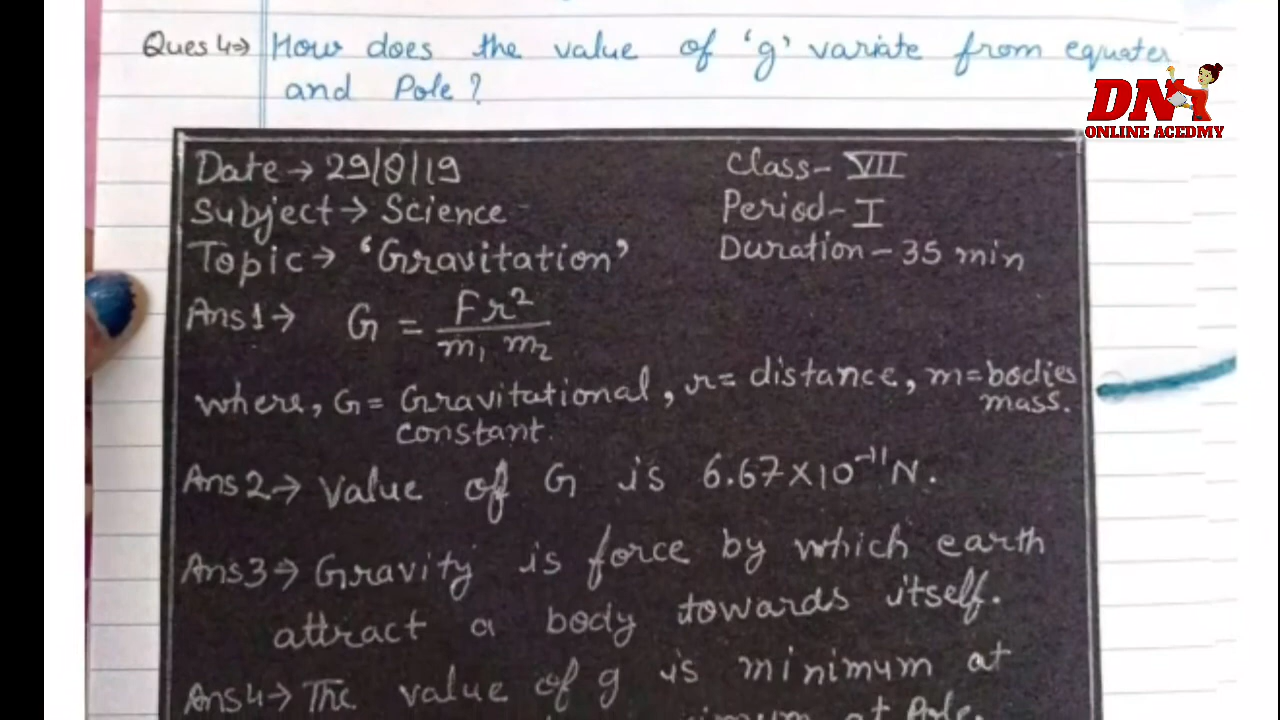 Ques 4⇒ How does the value of 'g' variate from equater
and Pole?
DN
ONLINE ACEDMY
Date → 29/8/19 Class- VII
Subject → Science Period- I
Topic → 'Gravitation' Duration - 35 min
Ans1→ G = Fr²/m₁ m₂
where, G = Gravitational constant, r = distance, m = bodies mass.
Ans2→ Value of G is 6.67×10⁻¹¹N.
Ans3→ Gravity is force by which earth
attract a body towards itself.
Ans4→ The value of g is minimum at
at Pole.